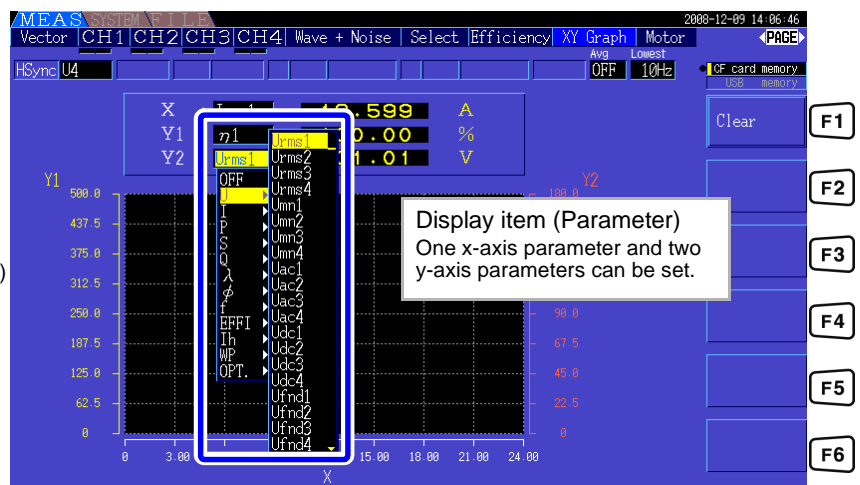 MEAS SYSTEM FILE 2008-12-09 14:06:46
Vector CH1 CH2 CH3 CH4 Wave + Noise Select Efficiency XY Graph Motor PAGE
HSync U4 Avg OFF Lowest 10Hz
CF card memory
USB memory
X A
Y1 η1 %
Y2 Urms1 V
Clear F1
F2
F3
F4
F5
F6
Y1
500.0
437.5
375.0
312.5
250.0
187.5
125.0
62.5
0
OFF
U
I
P
S
Q
λ
φ
f
EFFI
Ih
WP
OPT.
Urms1
Urms2
Urms3
Urms4
Umn1
Umn2
Umn3
Umn4
Uac1
Uac2
Uac3
Uac4
Udc1
Udc2
Udc3
Udc4
Ufnd1
Ufnd2
Ufnd3
Ufnd4
Display item (Parameter)
One x-axis parameter and two
y-axis parameters can be set.
Y2
180.0
90.0
67.5
45.0
22.5
0
0 3.00 15.00 18.00 21.00 24.00
X
)